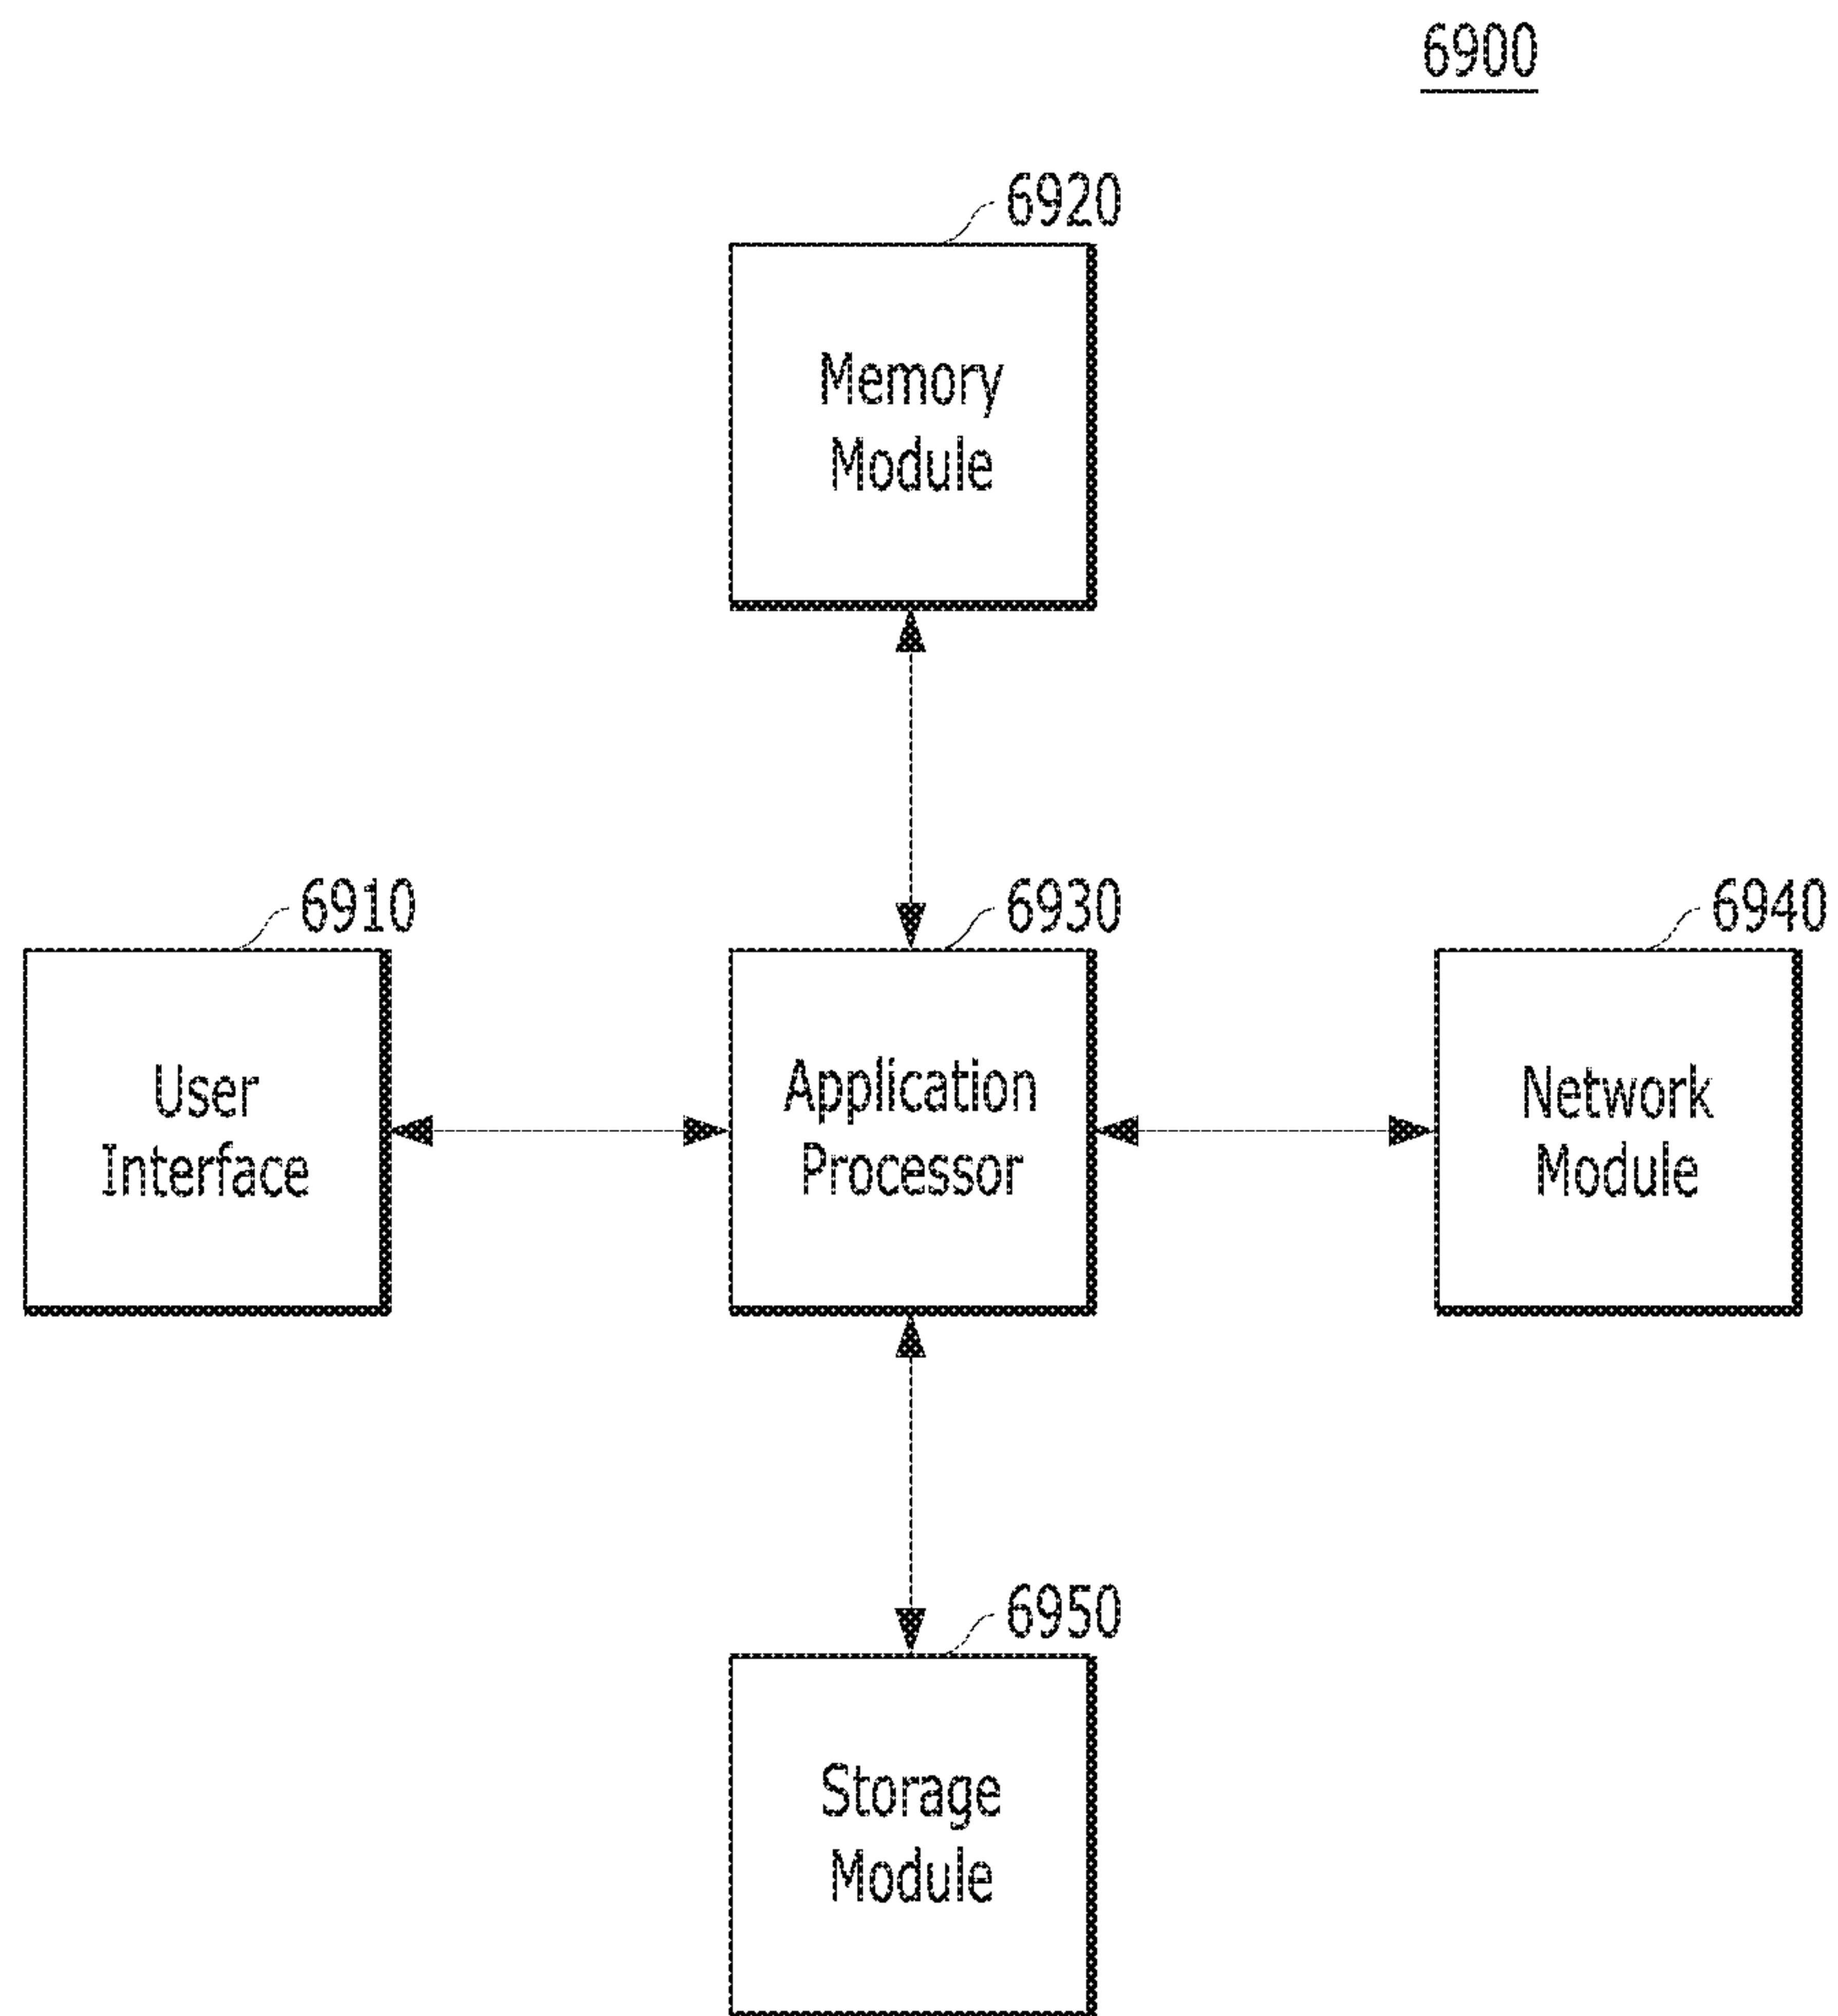 6900
6920
Memory
Module
6910
6930
6940
User
Interface
Application
Processor
Network
Module
6950
Storage
Module